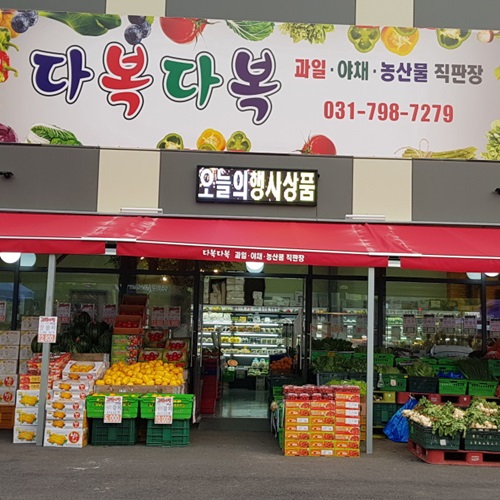 다복다복
과일·야채·농산물 직판장
031-798-7279
오늘의행사상품
다복다복 과일·야채·농산물 직판장